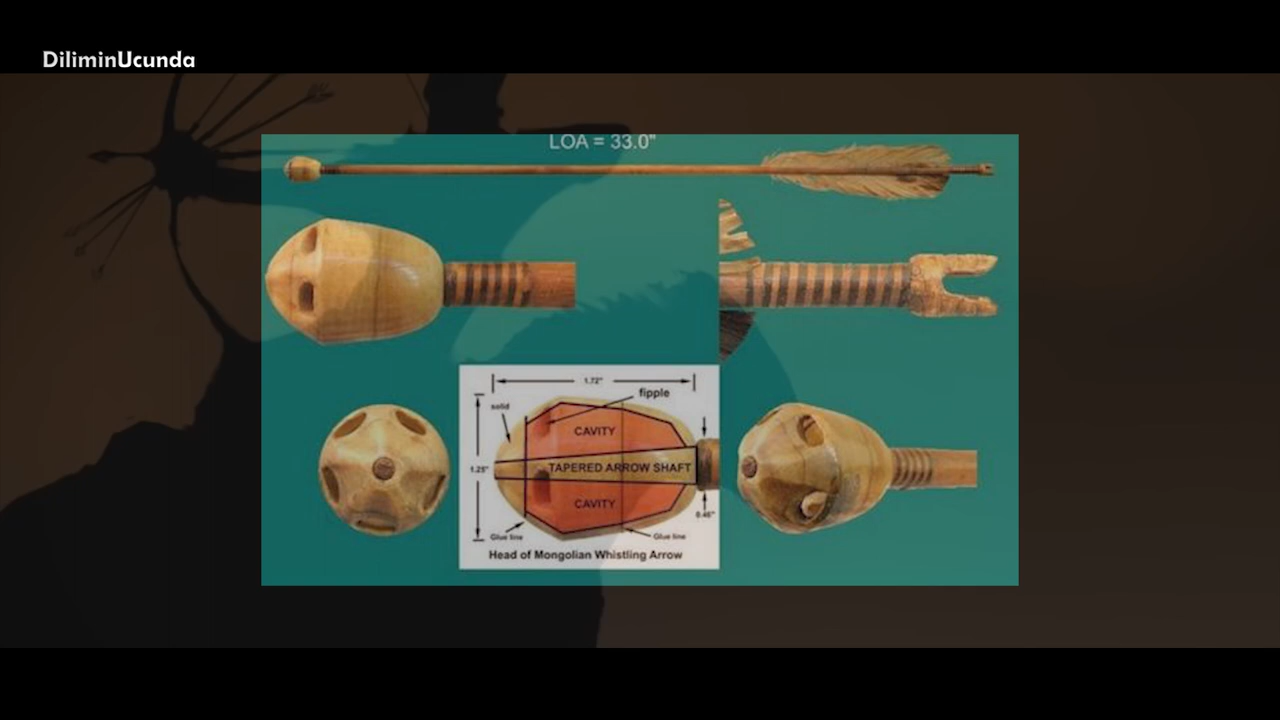 DiliminUcunda
LOA = 33.0"
1.72"
fipple
solid
CAVITY
1.25"
TAPERED ARROW SHAFT
CAVITY
0.46"
Glue line
Glue line
Head of Mongolian Whistling Arrow